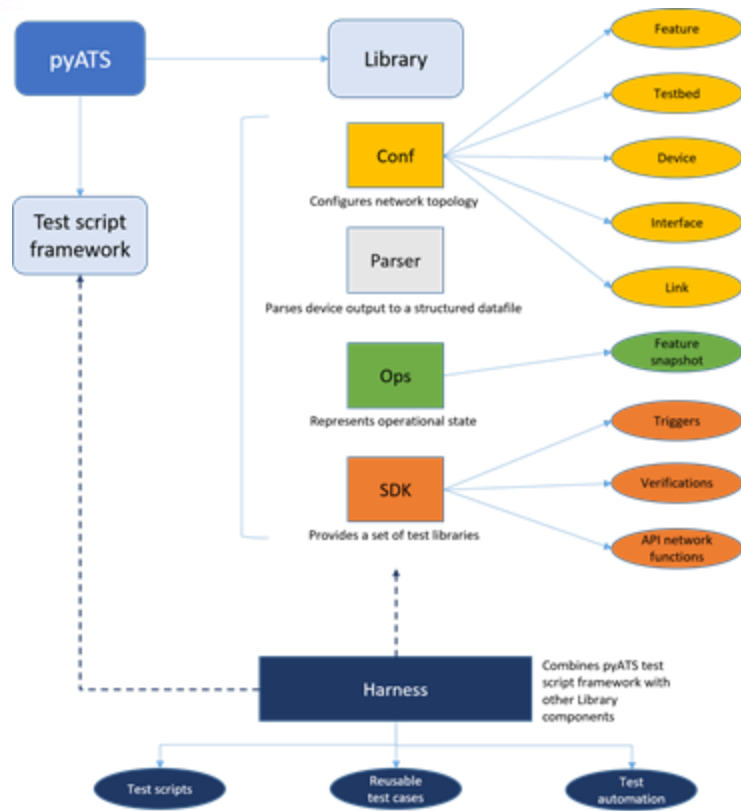 pyATS
Library
Feature
Testbed
Conf
Device
Configures network topology
Test script
framework
Interface
Parser
Link
Parses device output to a structured datafile
Feature
snapshot
Ops
Represents operational state
Triggers
SDK
Verifications
Provides a set of test libraries
API network
functions
Harness
Combines pyATS test
script framework with
other Library
components
Test scripts
Reusable
test cases
Test
automation